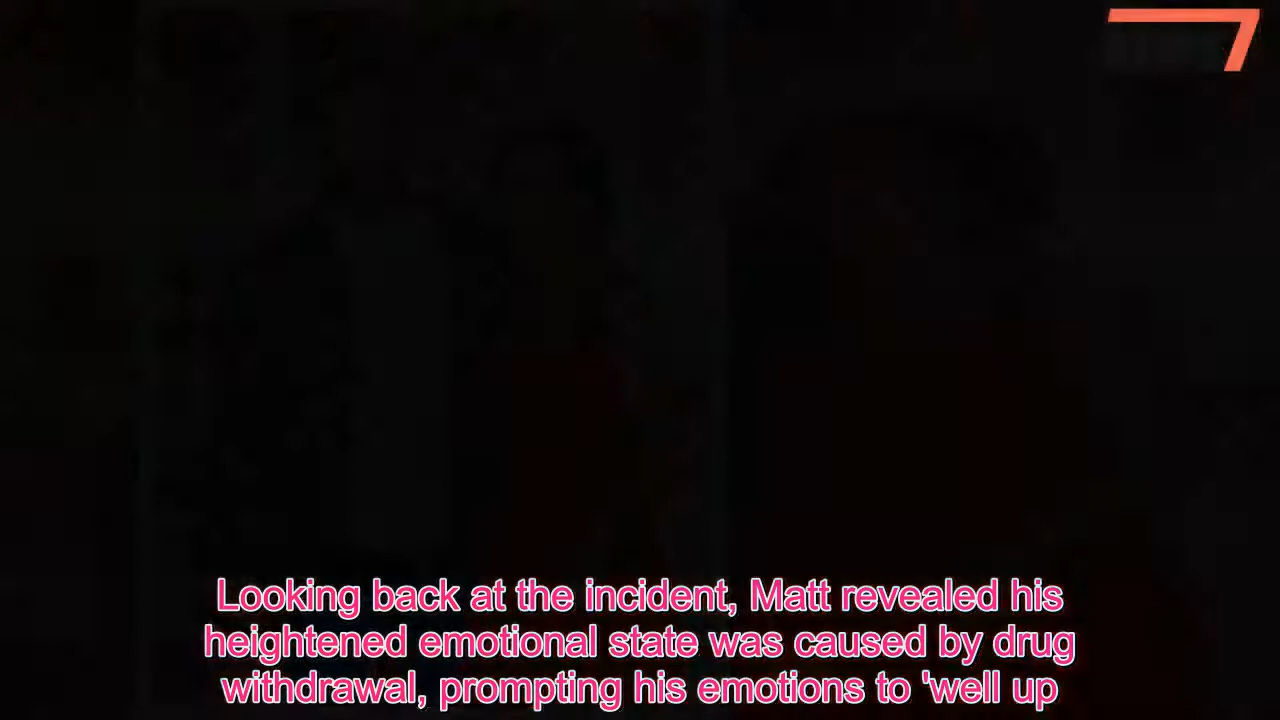 7
Looking back at the incident, Matt revealed his
heightened emotional state was caused by drug
withdrawal, prompting his emotions to 'well up